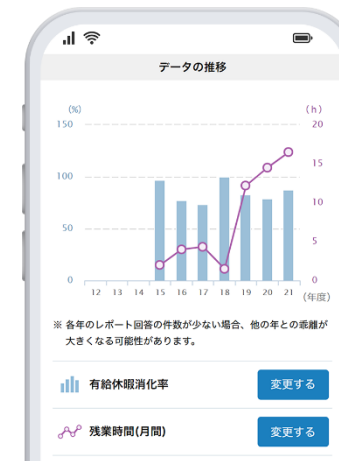 データの推移
(%) (h)
150 20
15
100
10
50
5
0 0
12 13 14 15 16 17 18 19 20 21 (年度)
※ 各年のレポート回答の件数が少ない場合、他の年との乖離が
大きくなる可能性があります。
有給休暇消化率 変更する
残業時間(月間) 変更する